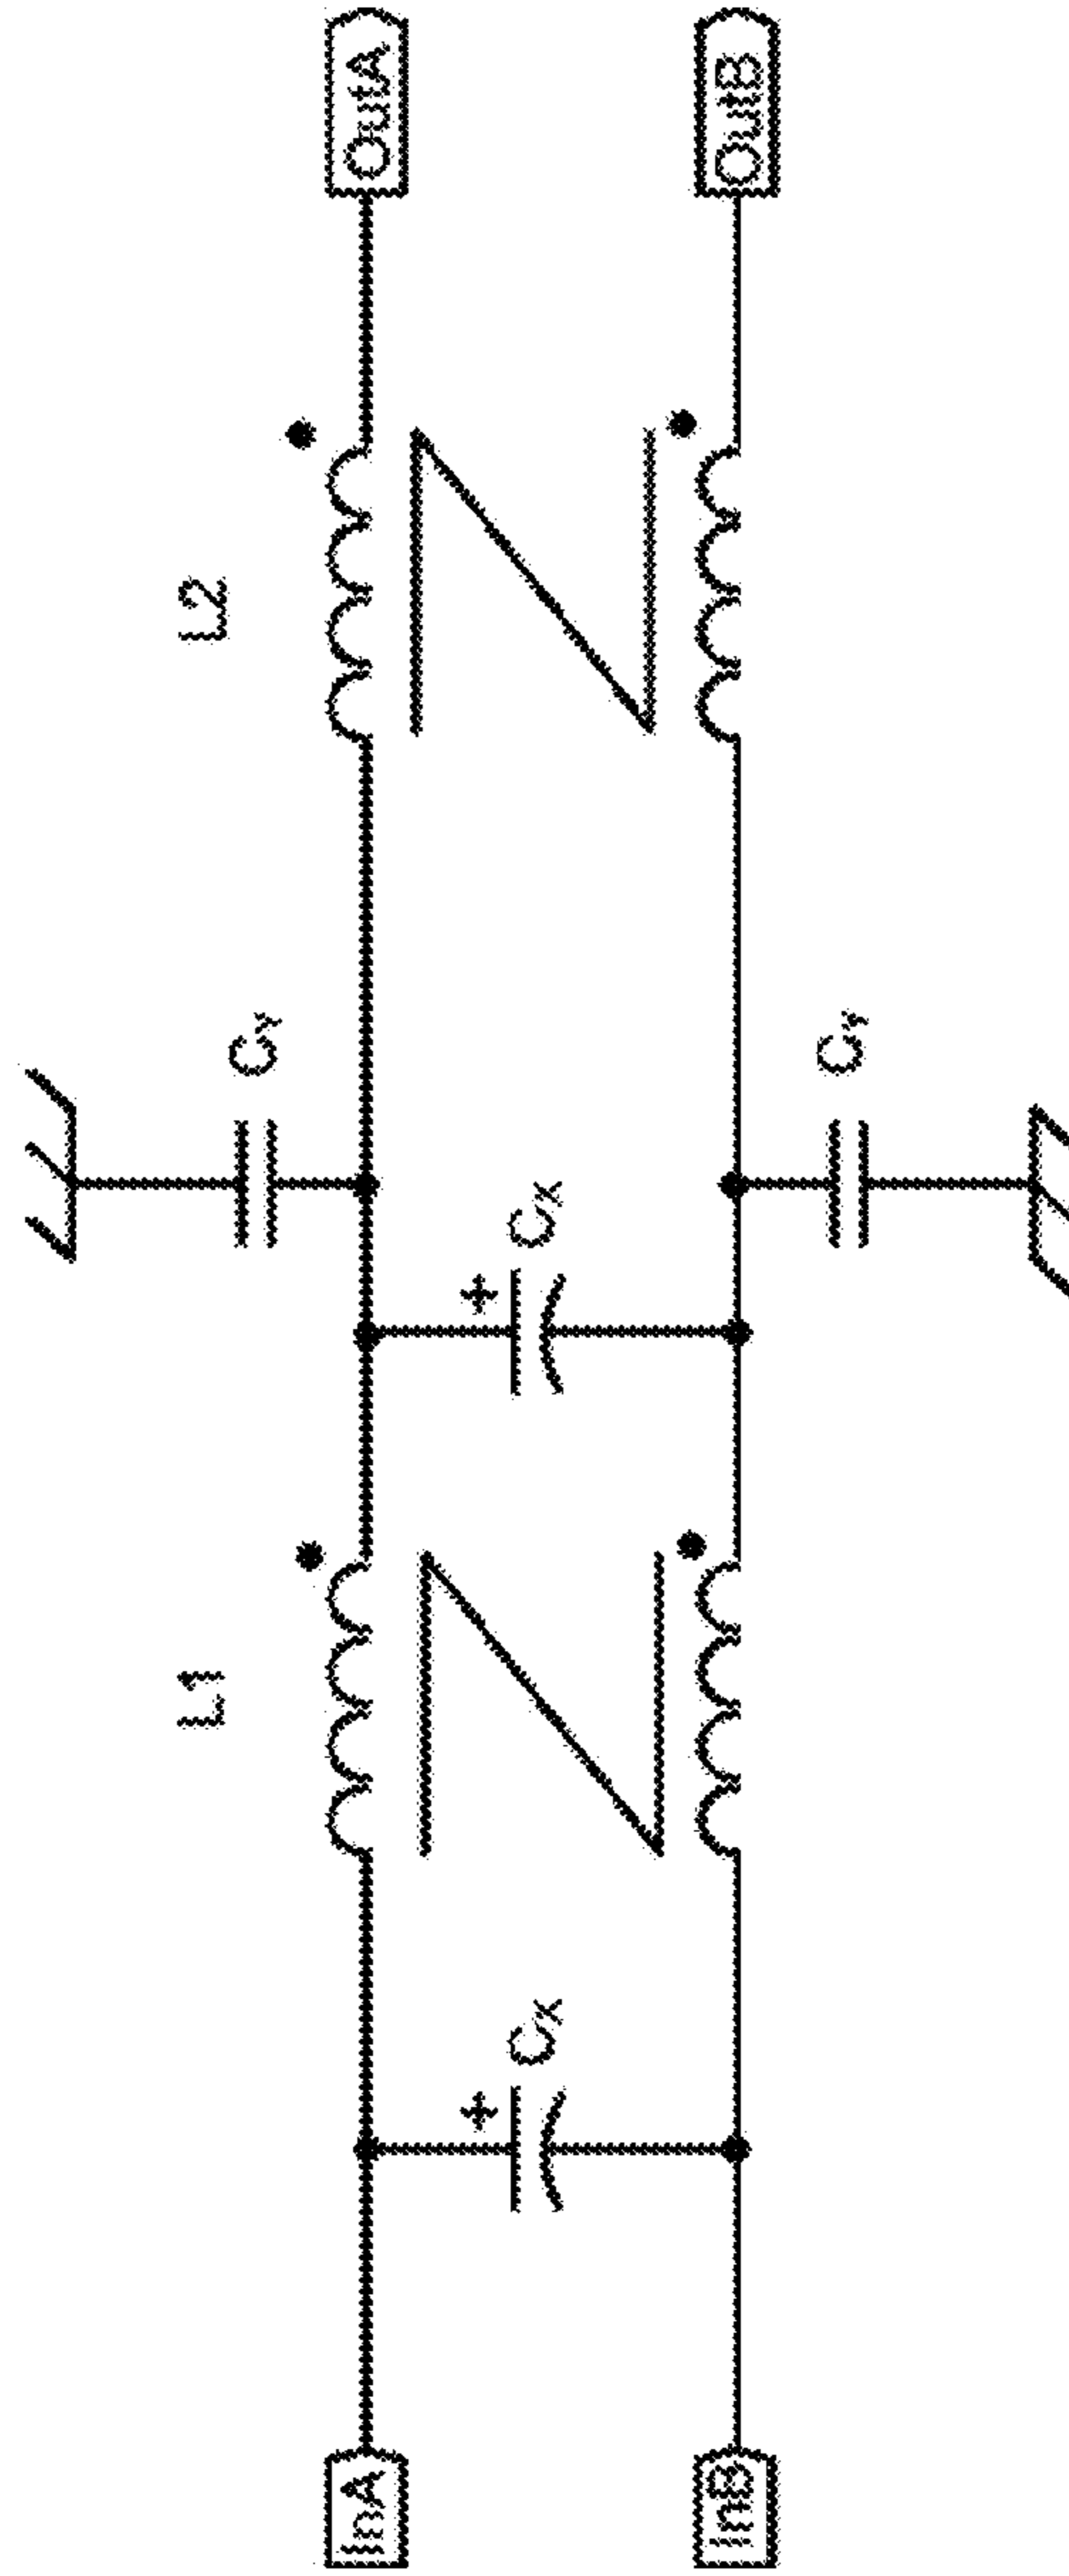 L1
L2
InA
OutA
+
Cx
+
Cx
CY
InB
OutB
CY